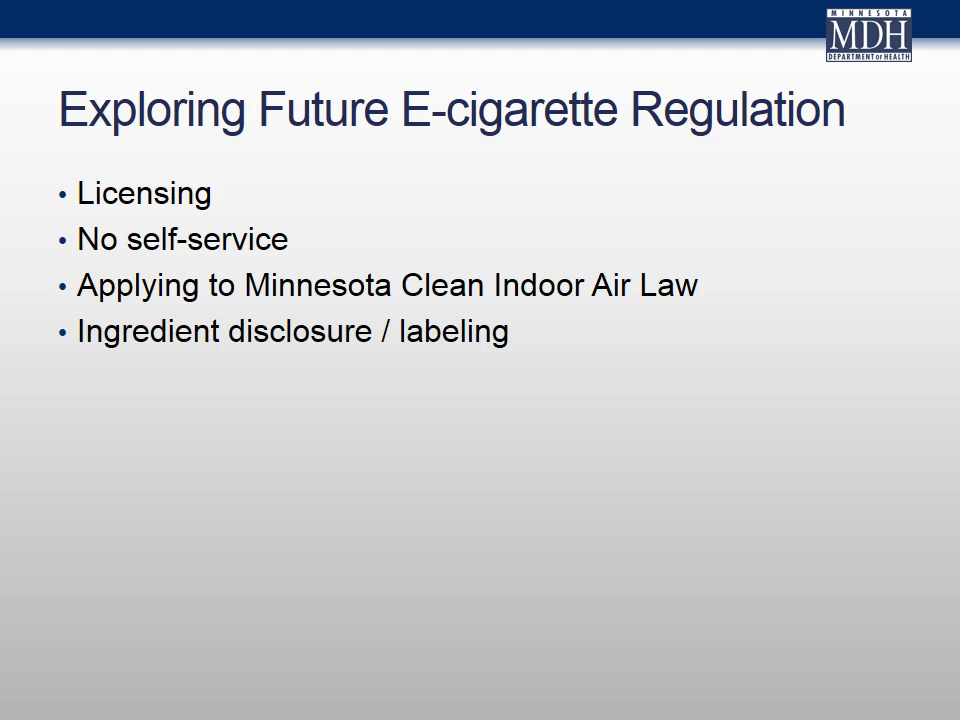 MINNESOTA
MDH
DEPARTMENT OF HEALTH
Exploring Future E-cigarette Regulation
• Licensing
• No self-service
• Applying to Minnesota Clean Indoor Air Law
• Ingredient disclosure / labeling